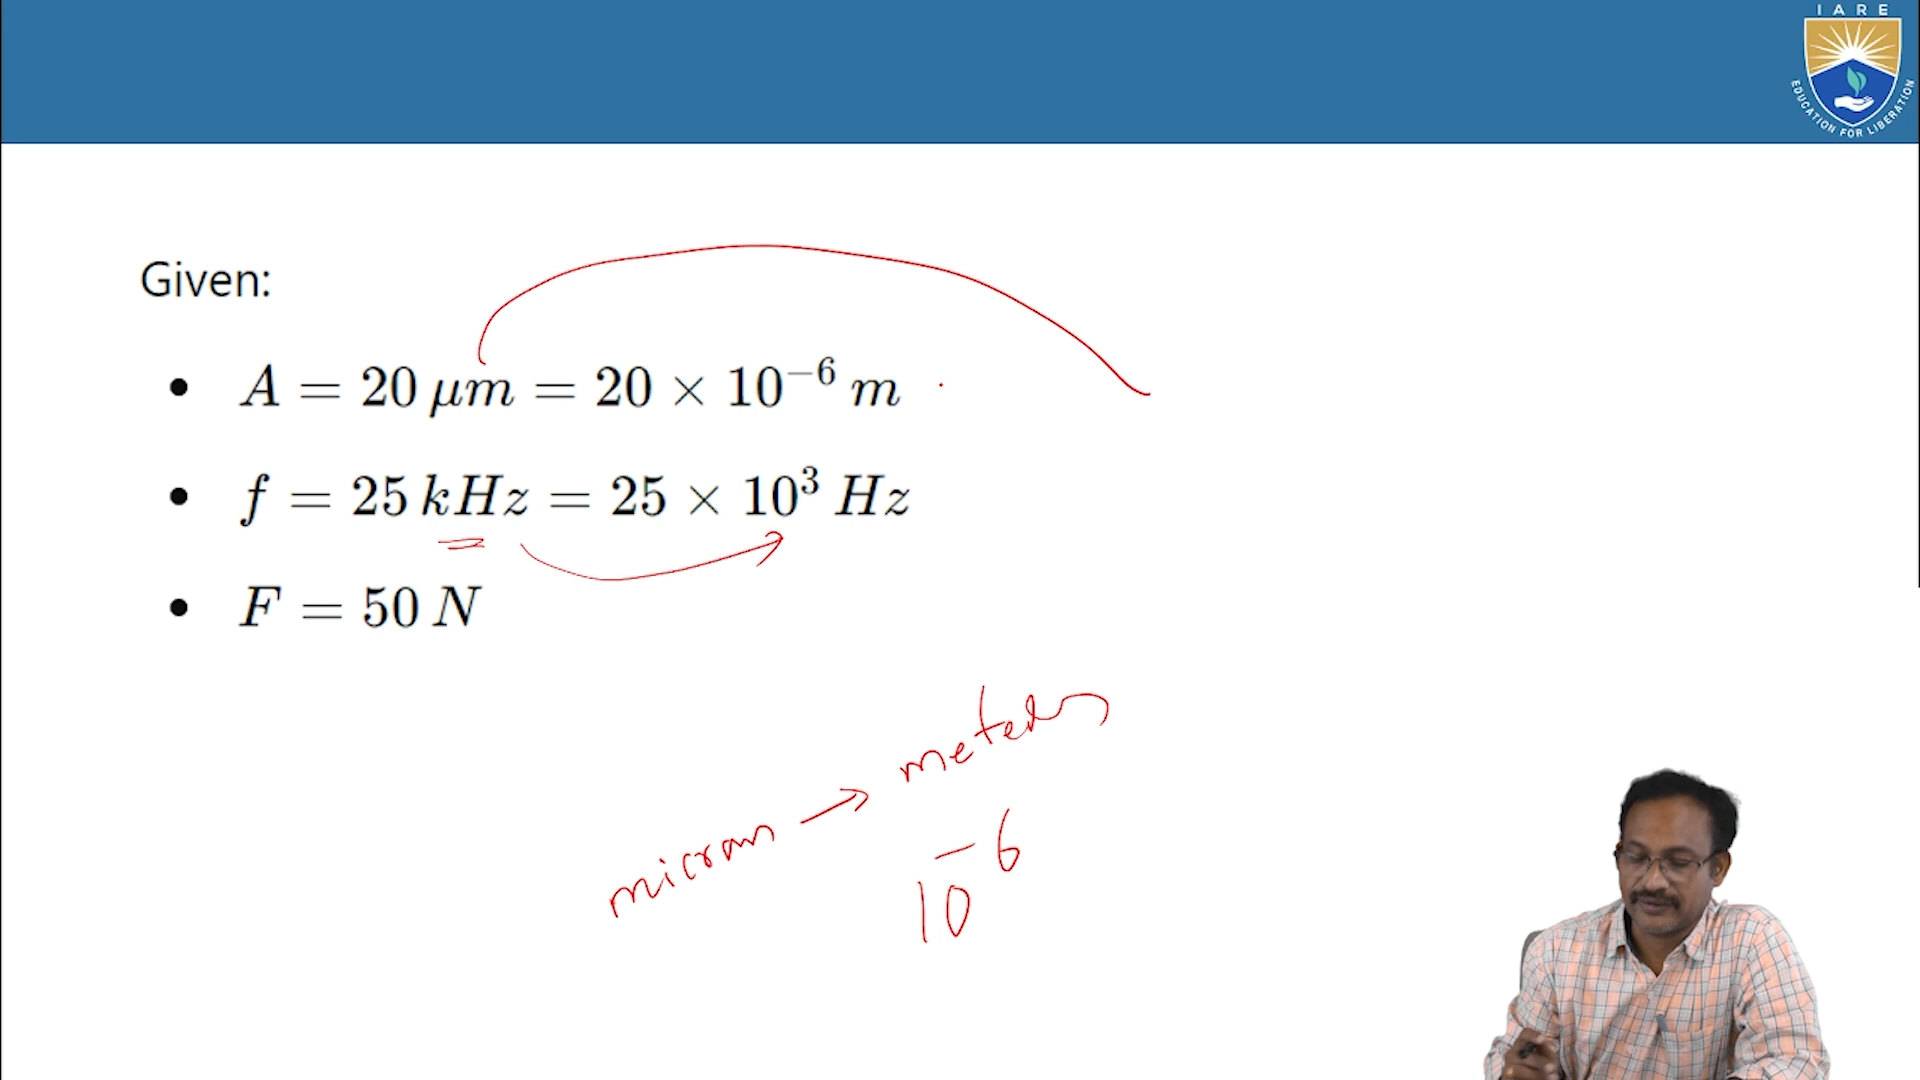 IARE
EDUCATION FOR LIBERATION
Given:
• A = 20 μm = 20 × 10⁻⁶ m
• f = 25 kHz = 25 × 10³ Hz
• F = 50 N
micron → meters
10⁻⁶